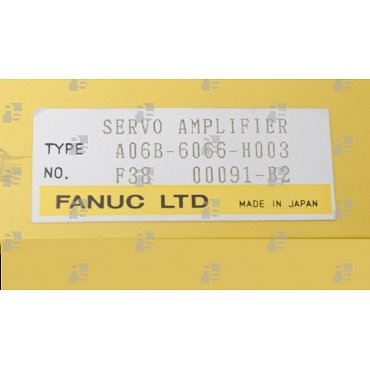 SERVO AMPLIFIER
TYPE A06B-6066-H003
NO. F38 00091-B2
FANUC LTD MADE IN JAPAN